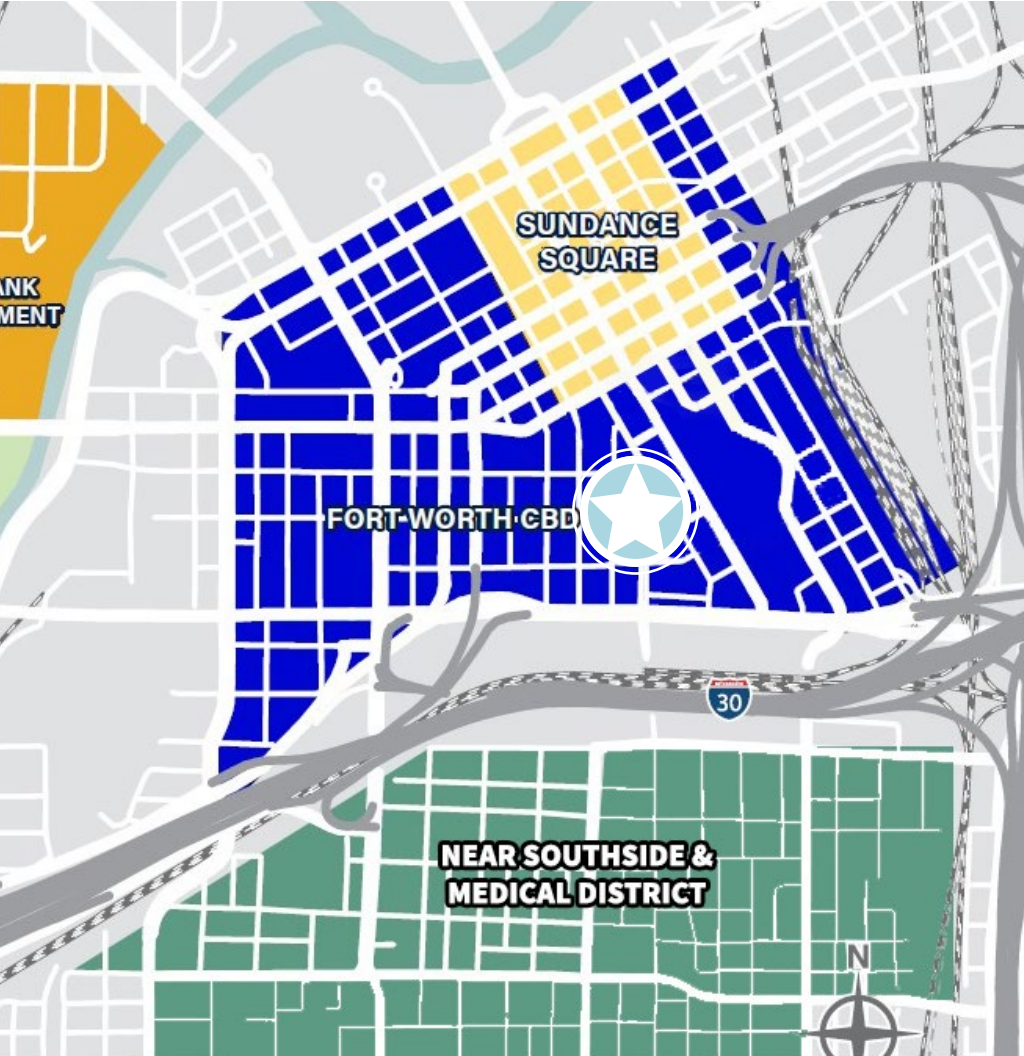 SUNDANCE
SQUARE
ANK
MENT
FORT WORTH CBD
30
NEAR SOUTHSIDE &
MEDICAL DISTRICT
N